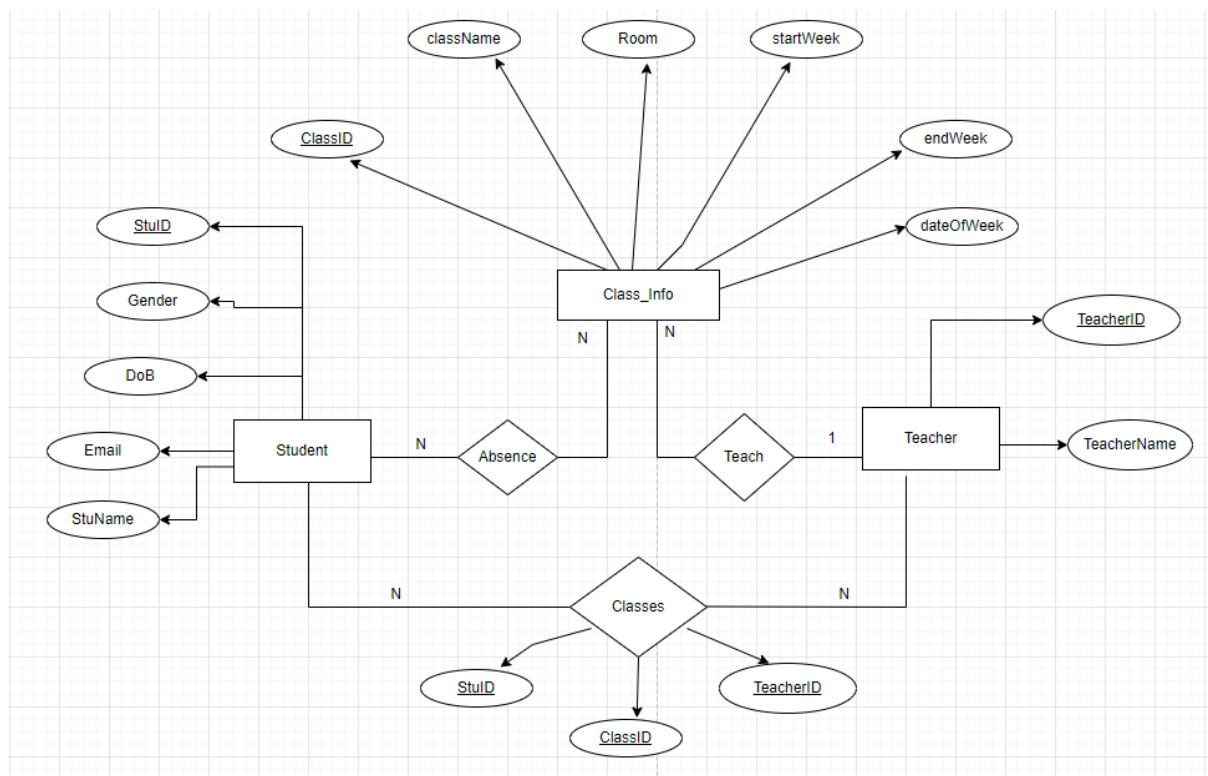 className
Room
startWeek
ClassID
endWeek
StuID
dateOfWeek
Gender
Class_Info
TeacherID
N
N
DoB
Email
Student
N
Absence
Teach
1
Teacher
TeacherName
StuName
N
Classes
N
StuID
TeacherID
ClassID